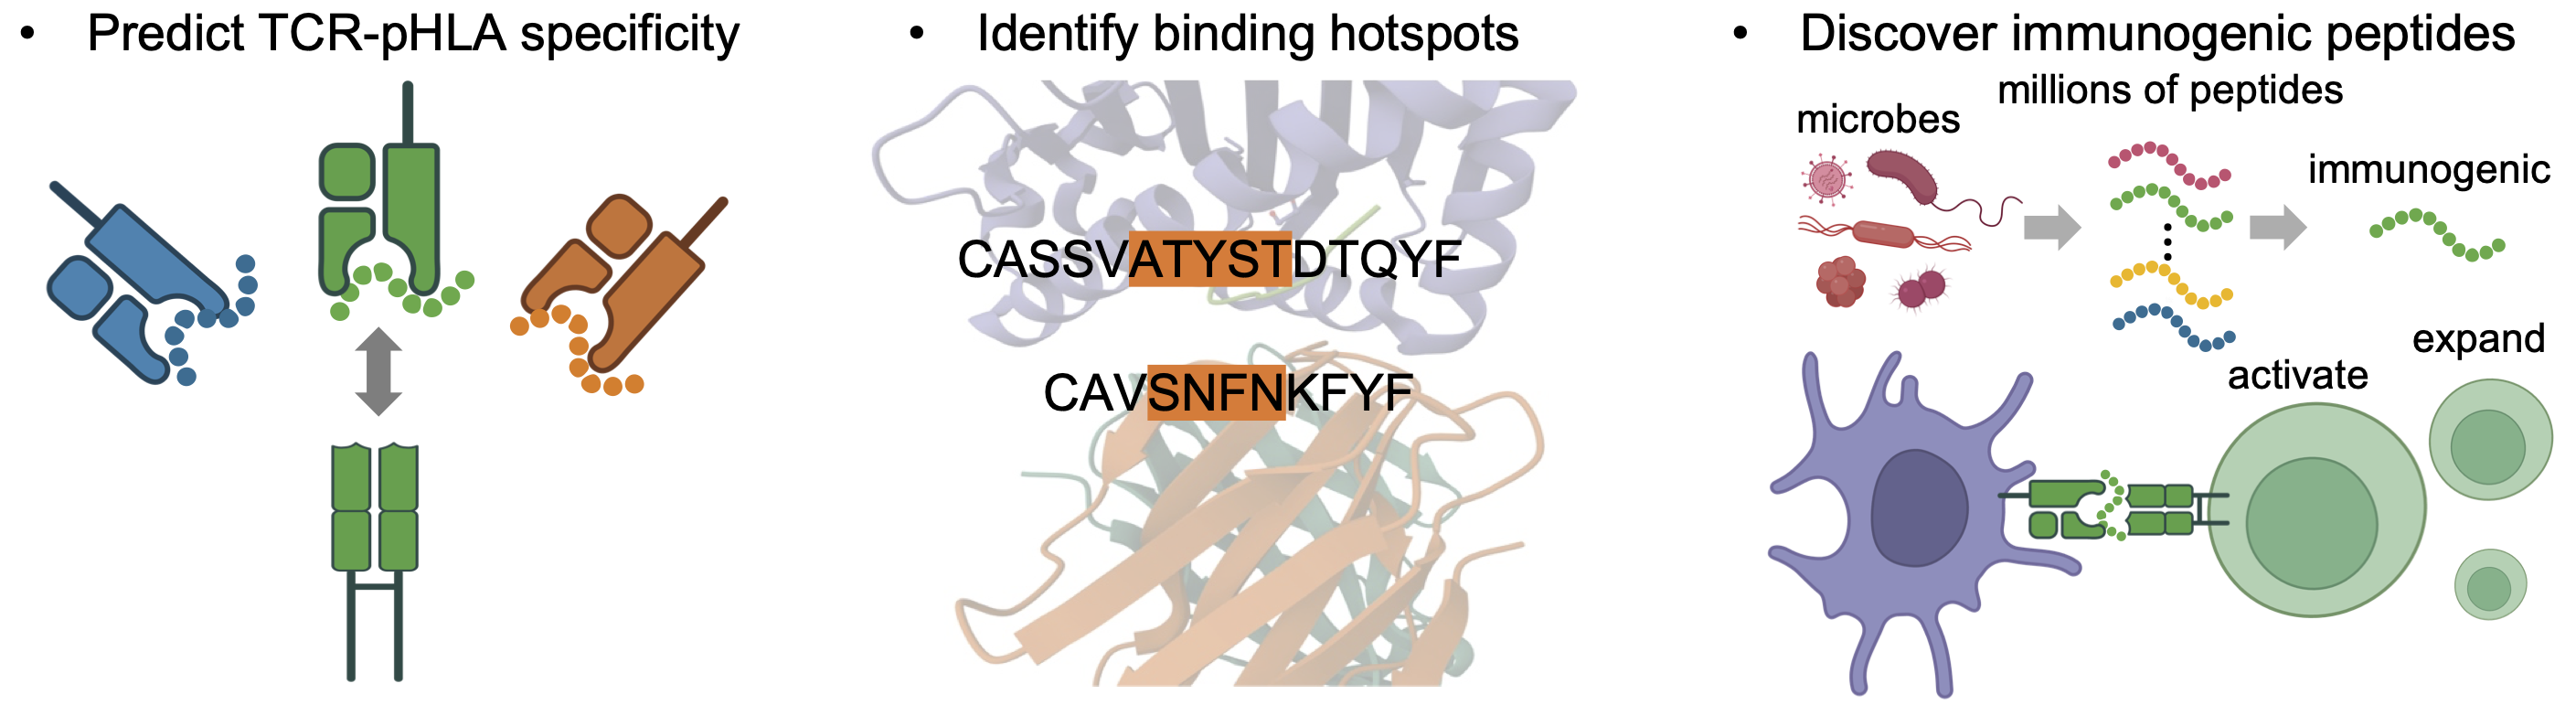 • Predict TCR-pHLA specificity
• Identify binding hotspots
CASSVATYSTDTQYF
CAVSNFNKFYF
• Discover immunogenic peptides
millions of peptides
microbes
immunogenic
expand
activate